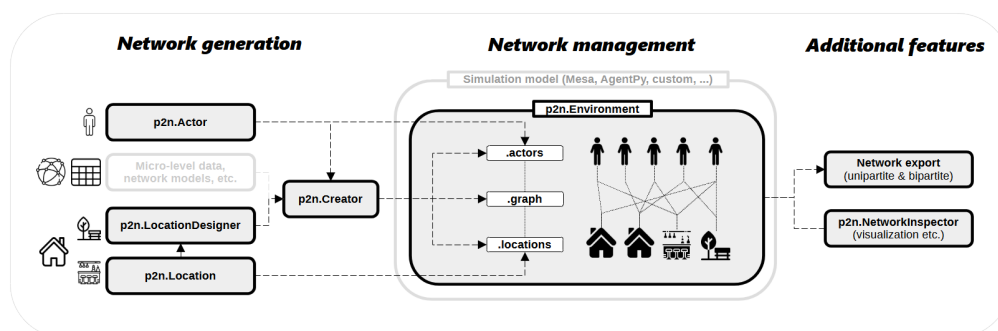 Network generation
Network management
Additional features
Simulation model (Mesa, AgentPy, custom, ...)
p2n.Environment
p2n.Actor
Micro-level data,
network models, etc.
p2n.LocationDesigner
p2n.Location
p2n.Creator
.actors
.graph
.locations
Network export
(unipartite & bipartite)
p2n.NetworkInspector
(visualization etc.)